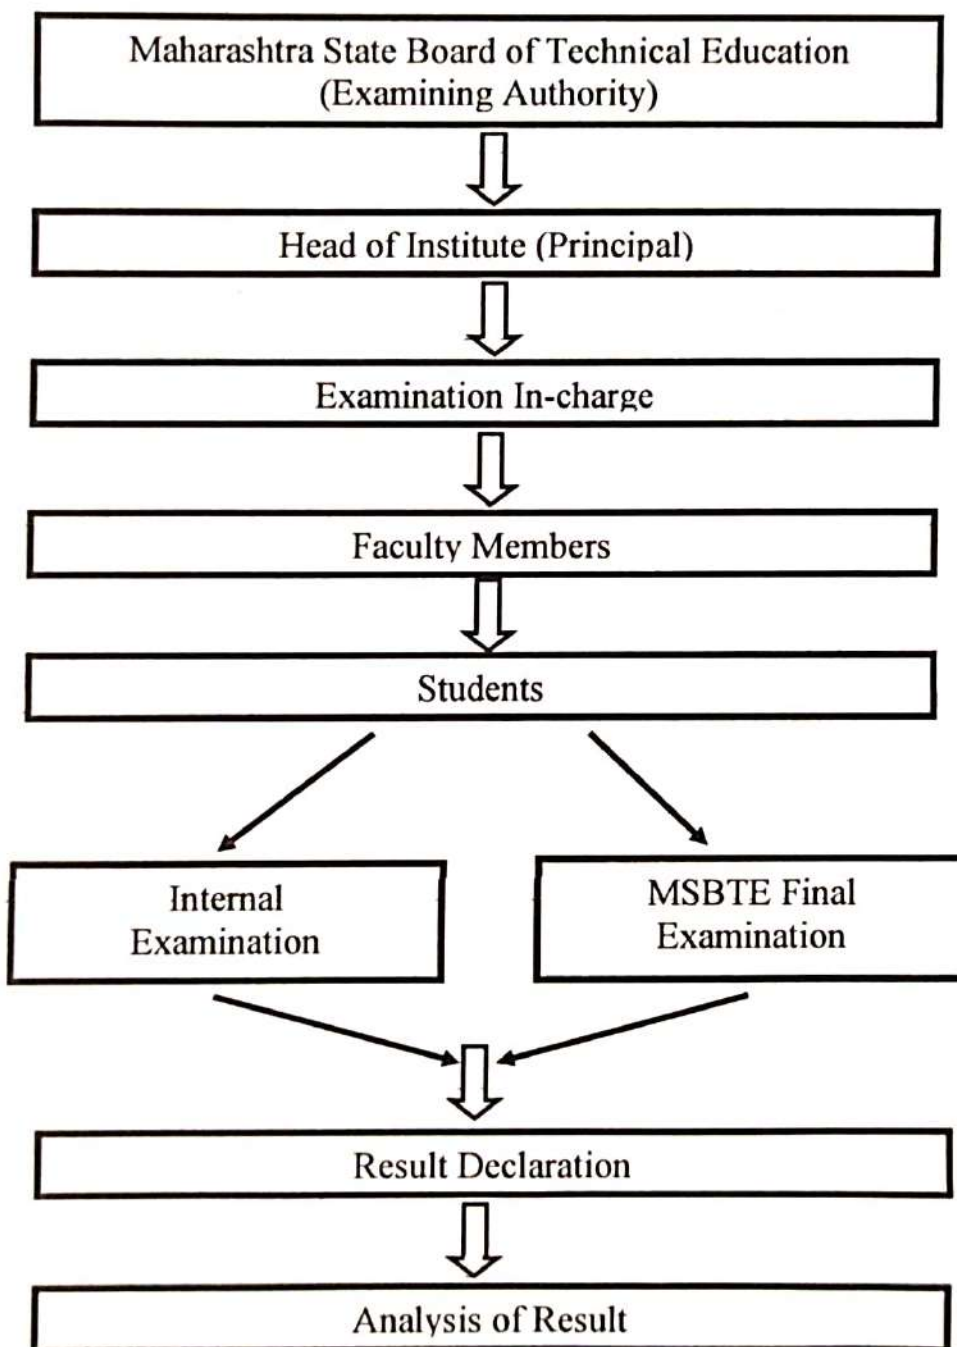 Maharashtra State Board of Technical Education
(Examining Authority)
Head of Institute (Principal)
Examination In-charge
Faculty Members
Students
Internal
Examination
MSBTE Final
Examination
Result Declaration
Analysis of Result